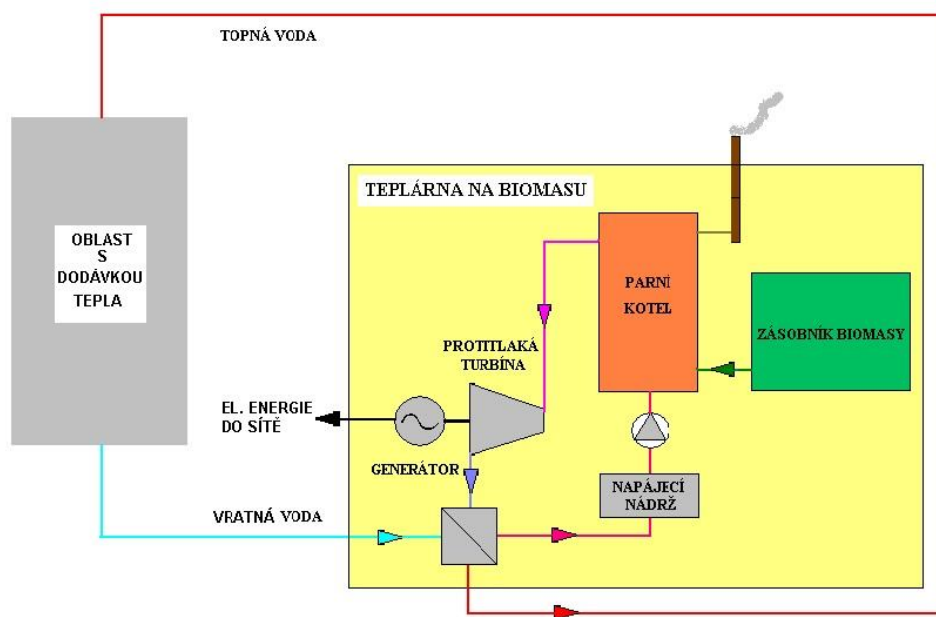 TOPNÁ VODA
TEPLÁRNA NA BIOMASU
OBLAST
S
DODÁVKOU
TEPLA
PARNÍ
KOTEL
ZÁSOBNÍK BIOMASY
PROTITLAKÁ
TURBÍNA
EL. ENERGIE
DO SÍTĚ
GENERÁTOR
NAPÁJECÍ
NÁDRŽ
VRATNÁ VODA